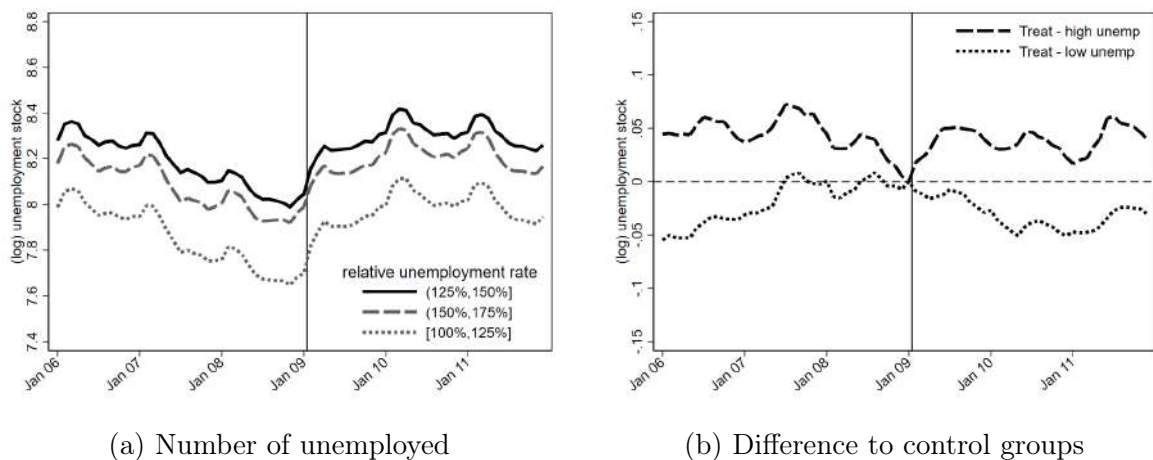 (log) unemployment stock
8.8
8.6
8.4
8.2
8
7.8
7.6
7.4
relative unemployment rate
(125%,150%]
(150%,175%]
[100%,125%]
Jan 06
Jan 07
Jan 08
Jan 09
Jan 10
Jan 11
(a) Number of unemployed
(log) unemployment stock
.15
.1
.05
0
-.05
-.1
-.15
Treat - high unemp
Treat - low unemp
Jan 06
Jan 07
Jan 08
Jan 09
Jan 10
Jan 11
(b) Difference to control groups